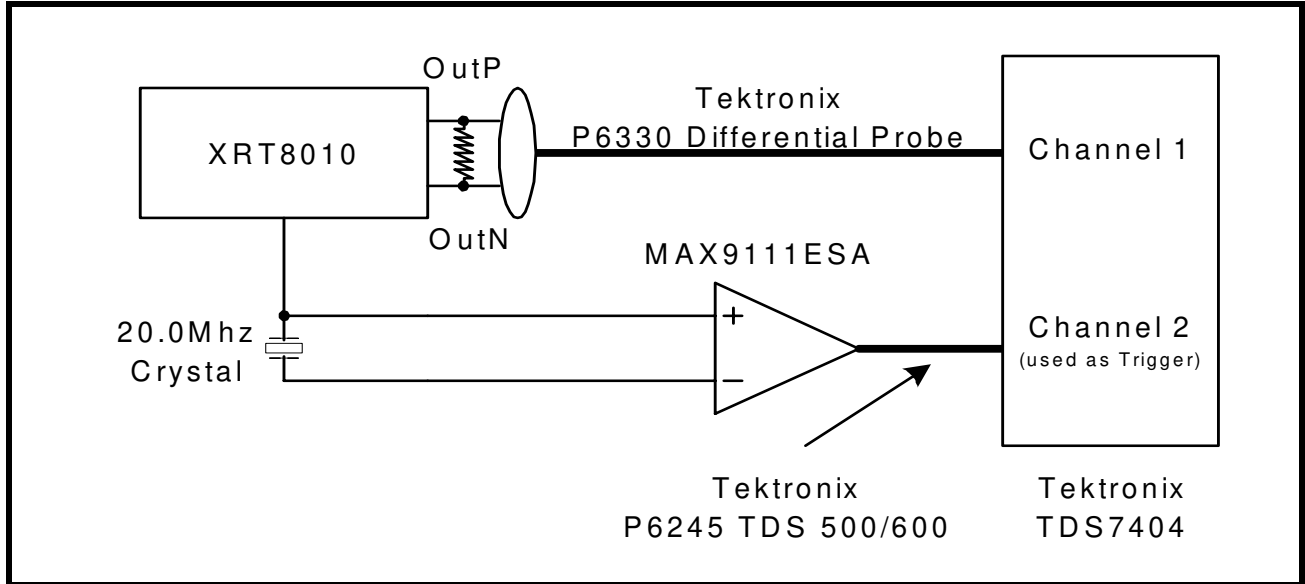 OutP
XRT8010
OutN
Tektronix
P6330 Differential Probe
Channel 1
MAX9111ESA
+
−
20.0Mhz
Crystal
Channel 2
(used as Trigger)
Tektronix
P6245 TDS 500/600
Tektronix
TDS7404